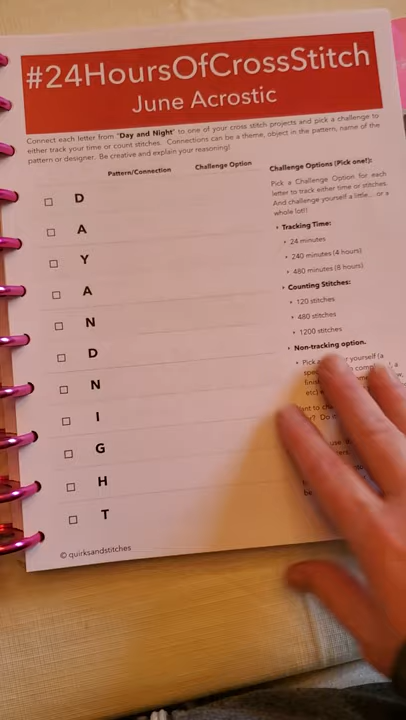 #24HoursOfCrossStitch
June Acrostic
Connect each letter from "Day and Night" to one of your cross stitch projects and pick a challenge to
either track your time or count stitches. Connections can be a theme, object in the pattern, name of the
pattern or designer. Be creative and explain your reasoning!
Pattern/Connection Challenge Option
D
A
Y
A
N
D
N
I
G
H
T
Challenge Options (Pick one!):
Pick a Challenge Option for each
letter to track either time or stitches.
And challenge yourself a little...or a
whole lot!!
Tracking Time:
24 minutes
240 minutes (4 hours)
480 minutes (8 hours)
Counting Stitches:
120 stitches
480 stitches
1200 stitches
Non-tracking option.
Pick a yourself (a
a
etc)
© quirksandstitches